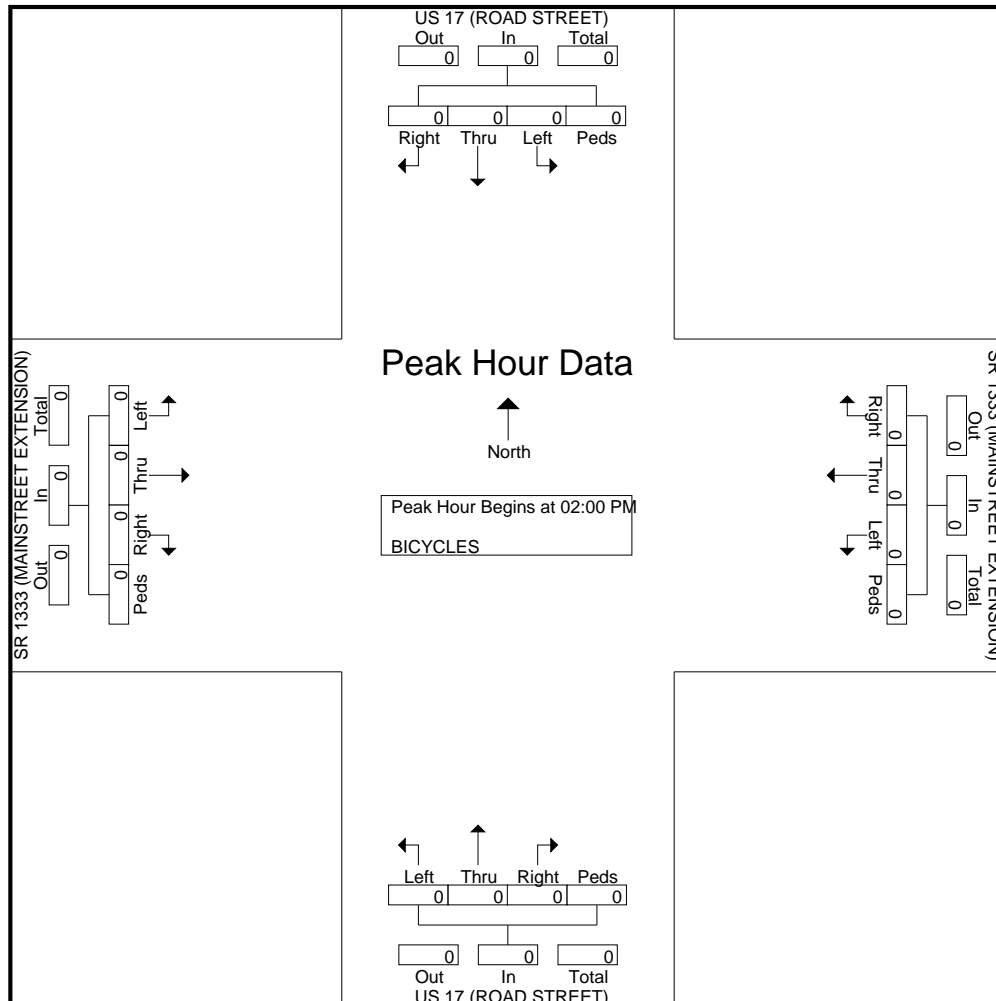 US 17 (ROAD STREET)
Out In Total
0 0 0
0 0 0 0
Right Thru Left Peds
Peak Hour Data
North
Peak Hour Begins at 02:00 PM
BICYCLES
SR 1333 (MAINSTREET EXTENSION)
Total In Out
0 0 0
0 0 0 0
Left Thru Right Peds
SR 1333 (MAINSTREET EXTENSION)
Out In Total
0 0 0
0 0 0 0
Right Thru Left Peds
Left Thru Right Peds
0 0 0 0
0 0 0
Out In Total
US 17 (ROAD STREET)